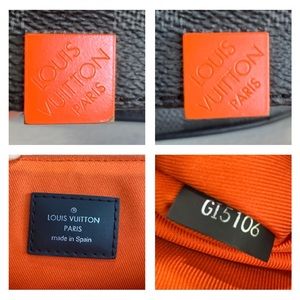 LOUIS
VUITTON
PARIS
LOUIS
VUITTON
PARIS
®
LOUIS VUITTON
PARIS
made in Spain
GI5106